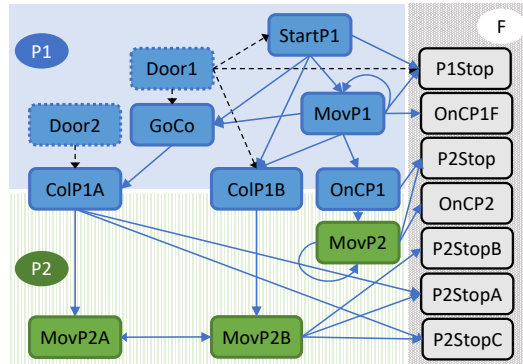 F
StartP1
P1
Door1
P1Stop
MovP1
OnCP1F
Door2
GoCo
P2Stop
ColP1A
ColP1B
OnCP1
OnCP2
MovP2
P2StopB
P2
P2StopA
MovP2A
MovP2B
P2StopC